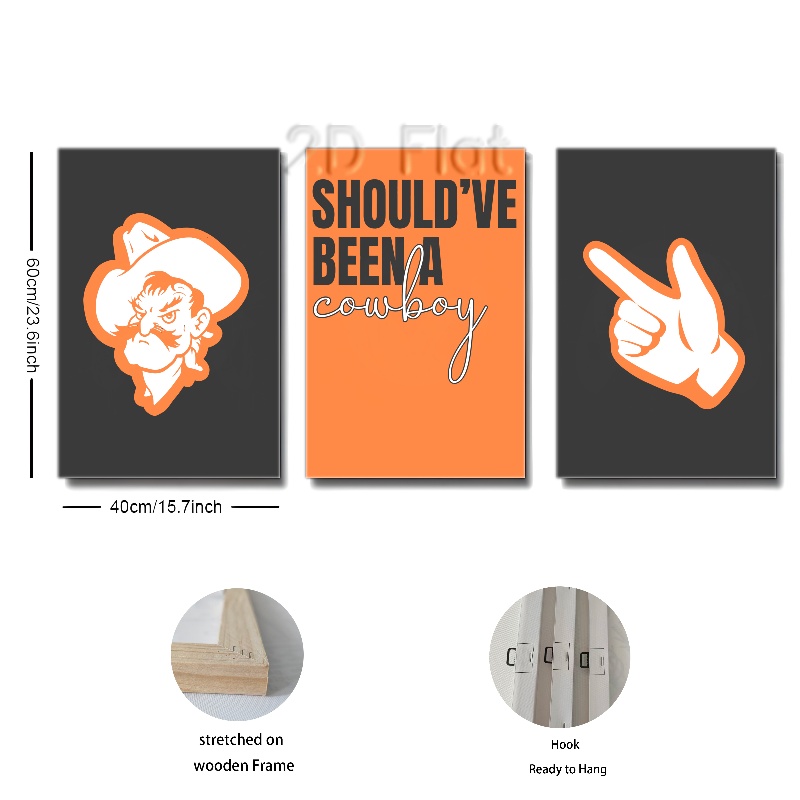 2D Flat
SHOULD'VE
BEEN A
cowboy
60cm/23.6inch
40cm/15.7inch
stretched on
wooden Frame
Hook
Ready to Hang